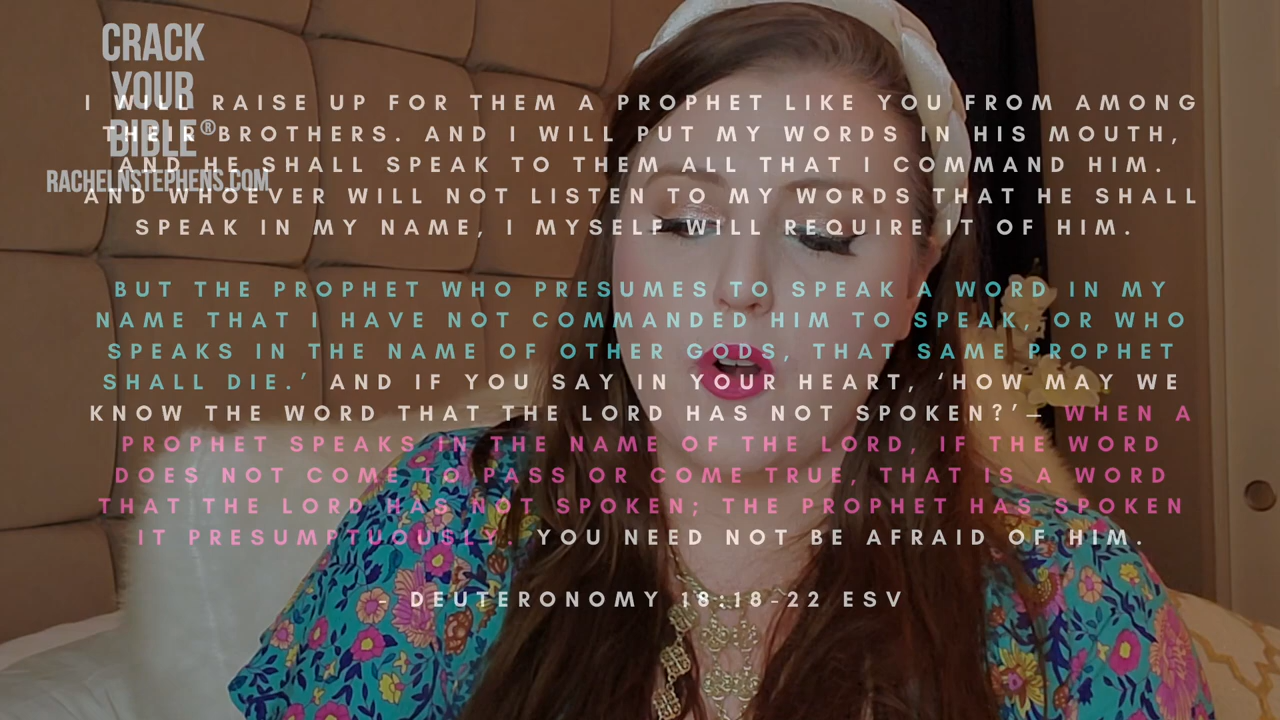 CRACK
YOUR
BIBLE®
RACHELNSTEPHENS.COM
I WILL RAISE UP FOR THEM A PROPHET LIKE YOU FROM AMONG
THEIR BROTHERS. AND I WILL PUT MY WORDS IN HIS MOUTH,
AND HE SHALL SPEAK TO THEM ALL THAT I COMMAND HIM.
AND WHOEVER WILL NOT LISTEN TO MY WORDS THAT HE SHALL
SPEAK IN MY NAME, I MYSELF WILL REQUIRE IT OF HIM.
BUT THE PROPHET WHO PRESUMES TO SPEAK A WORD IN MY
NAME THAT I HAVE NOT COMMANDED HIM TO SPEAK, OR WHO
SPEAKS IN THE NAME OF OTHER GODS, THAT SAME PROPHET
SHALL DIE.’ AND IF YOU SAY IN YOUR HEART, ‘HOW MAY WE
KNOW THE WORD THAT THE LORD HAS NOT SPOKEN?’— WHEN A
PROPHET SPEAKS IN THE NAME OF THE LORD, IF THE WORD
DOES NOT COME TO PASS OR COME TRUE, THAT IS A WORD
THAT THE LORD HAS NOT SPOKEN; THE PROPHET HAS SPOKEN
IT PRESUMPTUOUSLY. YOU NEED NOT BE AFRAID OF HIM.
- DEUTERONOMY 18:18-22 ESV